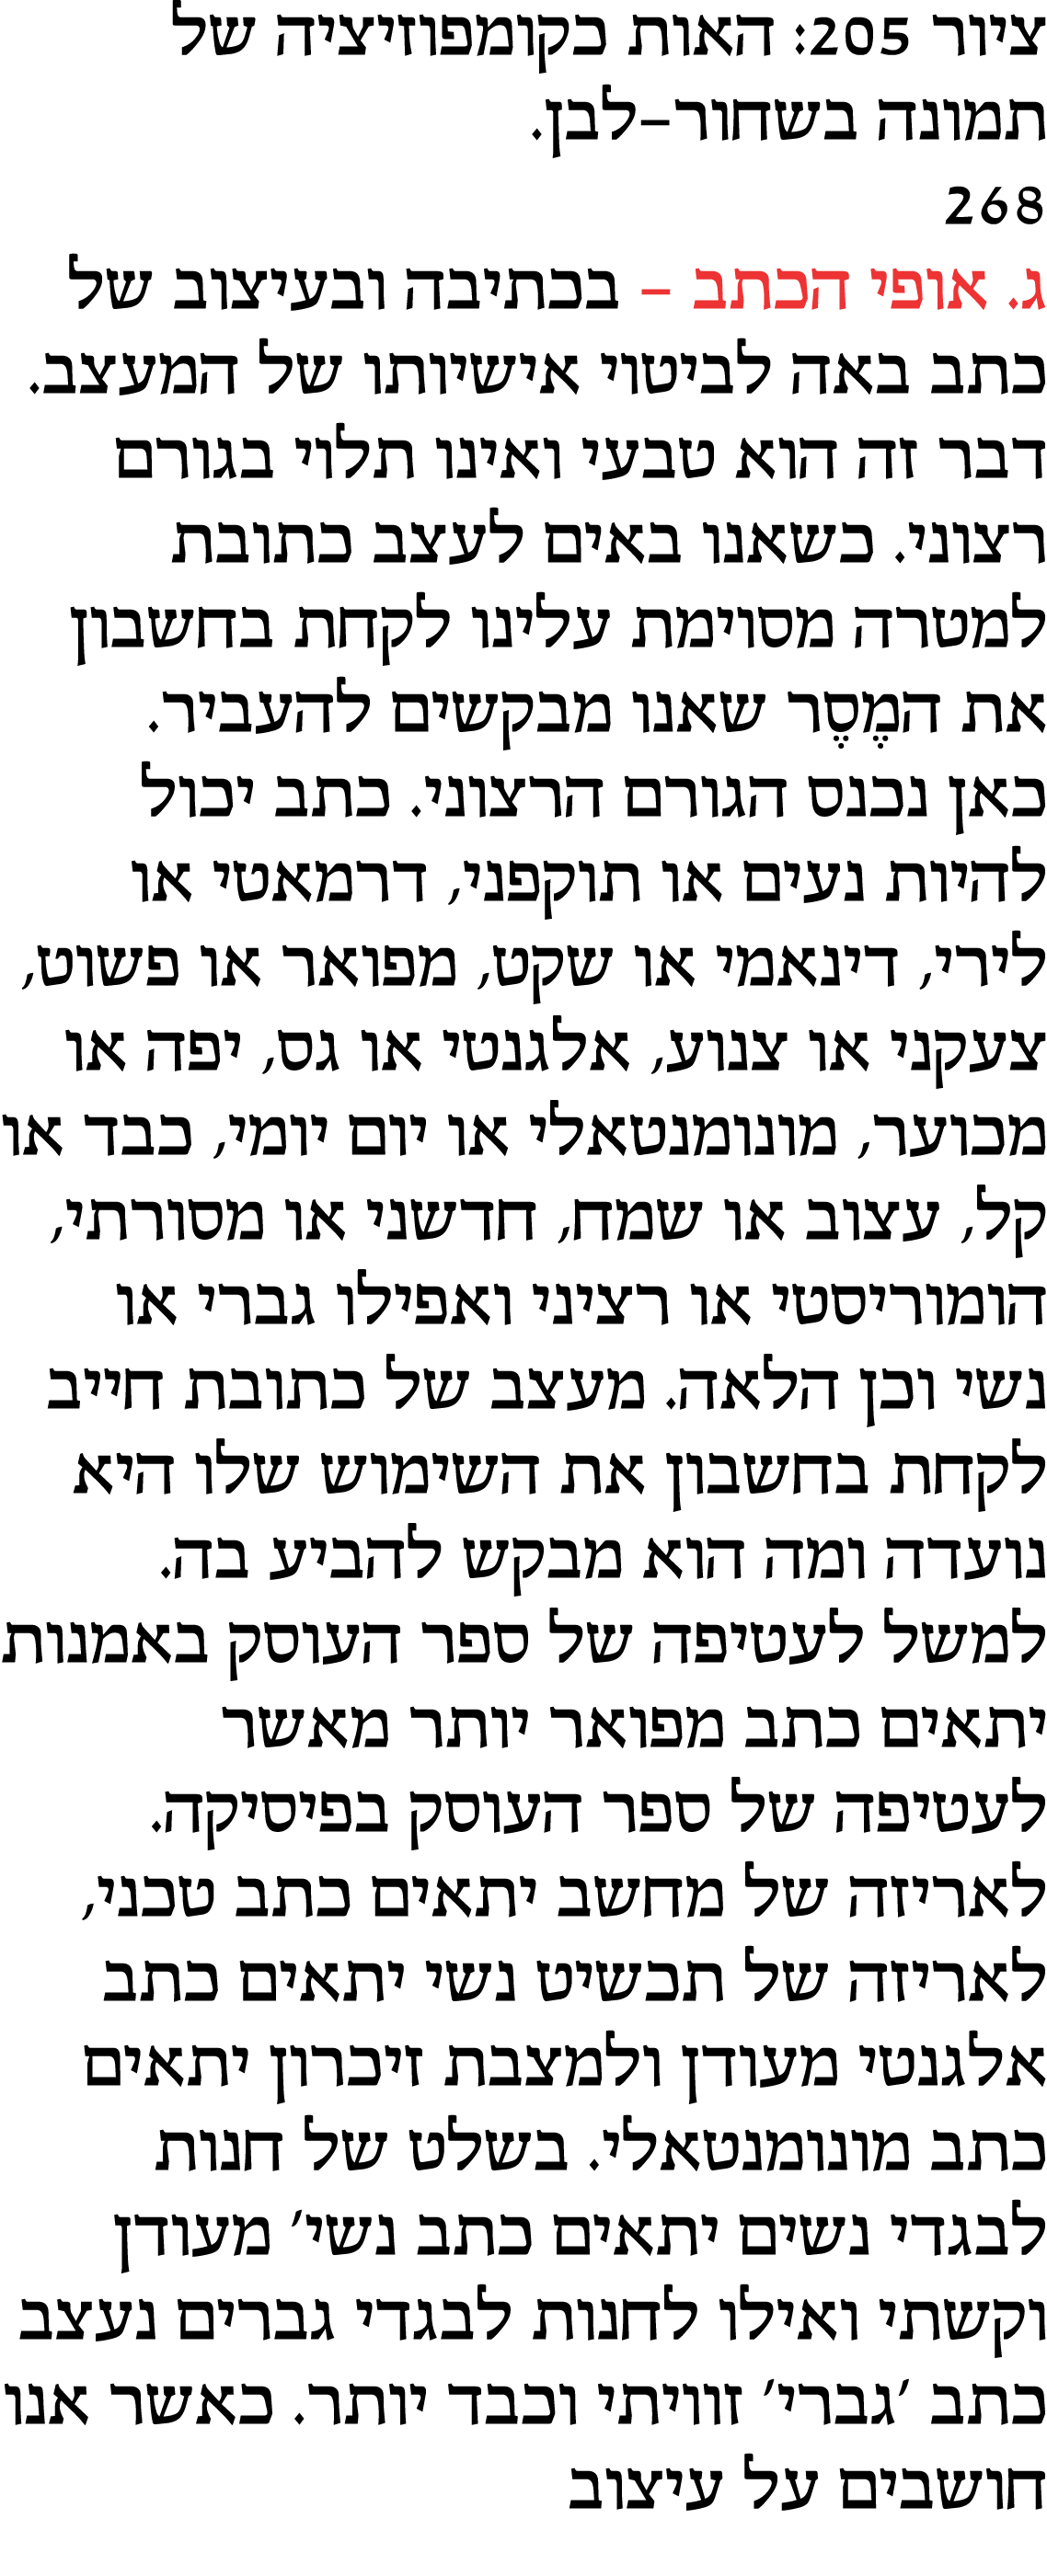 ציור 205: האות בקומפוזיציה של
תמונה בשחור–לבן.
268
ג. אופי הכתב – בכתיבה ובעיצוב של
כתב באה לביטוי אישיותו של המעצב.
דבר זה הוא טבעי ואינו תלוי בגורם
רצוני. כשאנו באים לעצב כתובת
למטרה מסוימת עלינו לקחת בחשבון
את המֶסֶר שאנו מבקשים להעביר.
כאן נכנס הגורם הרצוני. כתב יכול
להיות נעים או תוקפני, דרמאטי או
לירי, דינאמי או שקט, מפואר או פשוט,
צעקני או צנוע, אלגנטי או גס, יפה או
מכוער, מונומנטאלי או יום יומי, כבד או
קל, עצוב או שמח, חדשני או מסורתי,
הומוריסטי או רציני ואפילו גברי או
נשי וכן הלאה. מעצב של כתובת חייב
לקחת בחשבון את השימוש שלו היא
נועדה ומה הוא מבקש להביע בה.
למשל לעטיפה של ספר העוסק באמנות
יתאים כתב מפואר יותר מאשר
לעטיפה של ספר העוסק בפיסיקה.
לאריזה של מחשב יתאים כתב טכני,
לאריזה של תכשיט נשי יתאים כתב
אלגנטי מעודן ולמצבת זיכרון יתאים
כתב מונומנטאלי. בשלט של חנות
לבגדי נשים יתאים כתב נשי׳ מעודן
וקשתי ואילו לחנות לבגדי גברים נעצב
כתב ׳גברי׳ זוויתי וכבד יותר. כאשר אנו
חושבים על עיצוב